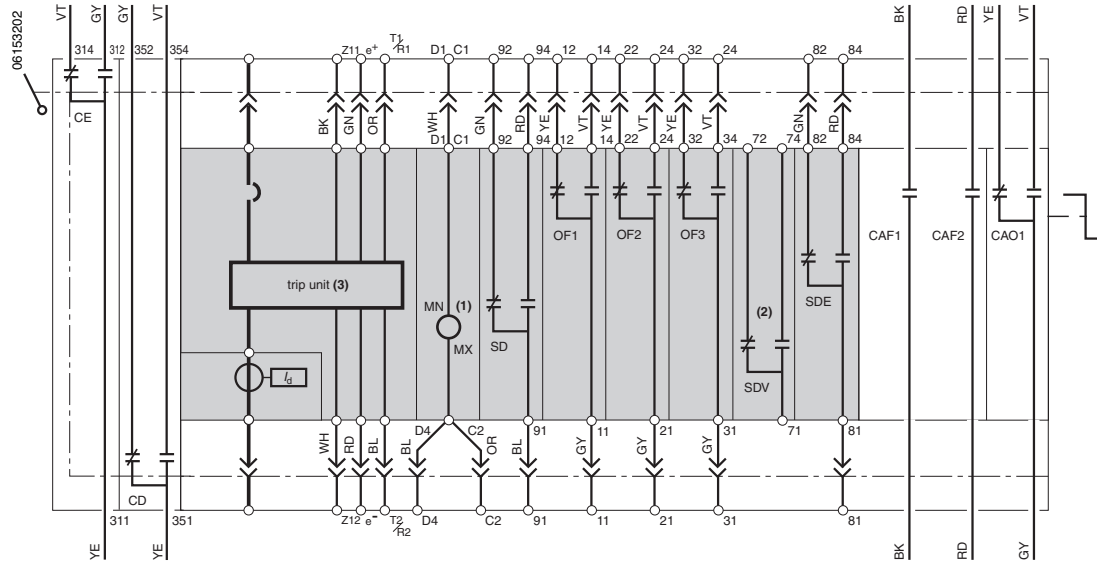 06153202
VT GY GY VT BK RD YE VT
314 312 352 354 Z11 e+ T1/R1 D1 C1 92 94 12 14 22 24 32 24 82 84
CE
BK GN OR WH GN RD YE VT YE VT YE VT GN RD
D1 C1 92 94 12 14 22 24 32 34 72 74 82 84
OF1 OF2 OF3 CAF1 CAF2 CAO1
trip unit (3)
MN (1)
MX
SD
(2)
SDE
SDV
Id
WH RD BL BL D4 C2 OR BL 91 GY 11 GY 21 GY 31 71 81
CD
311 351 Z12 e- T2/R2 D4 C2 91 11 21 31 81
YE YE BK RD GY